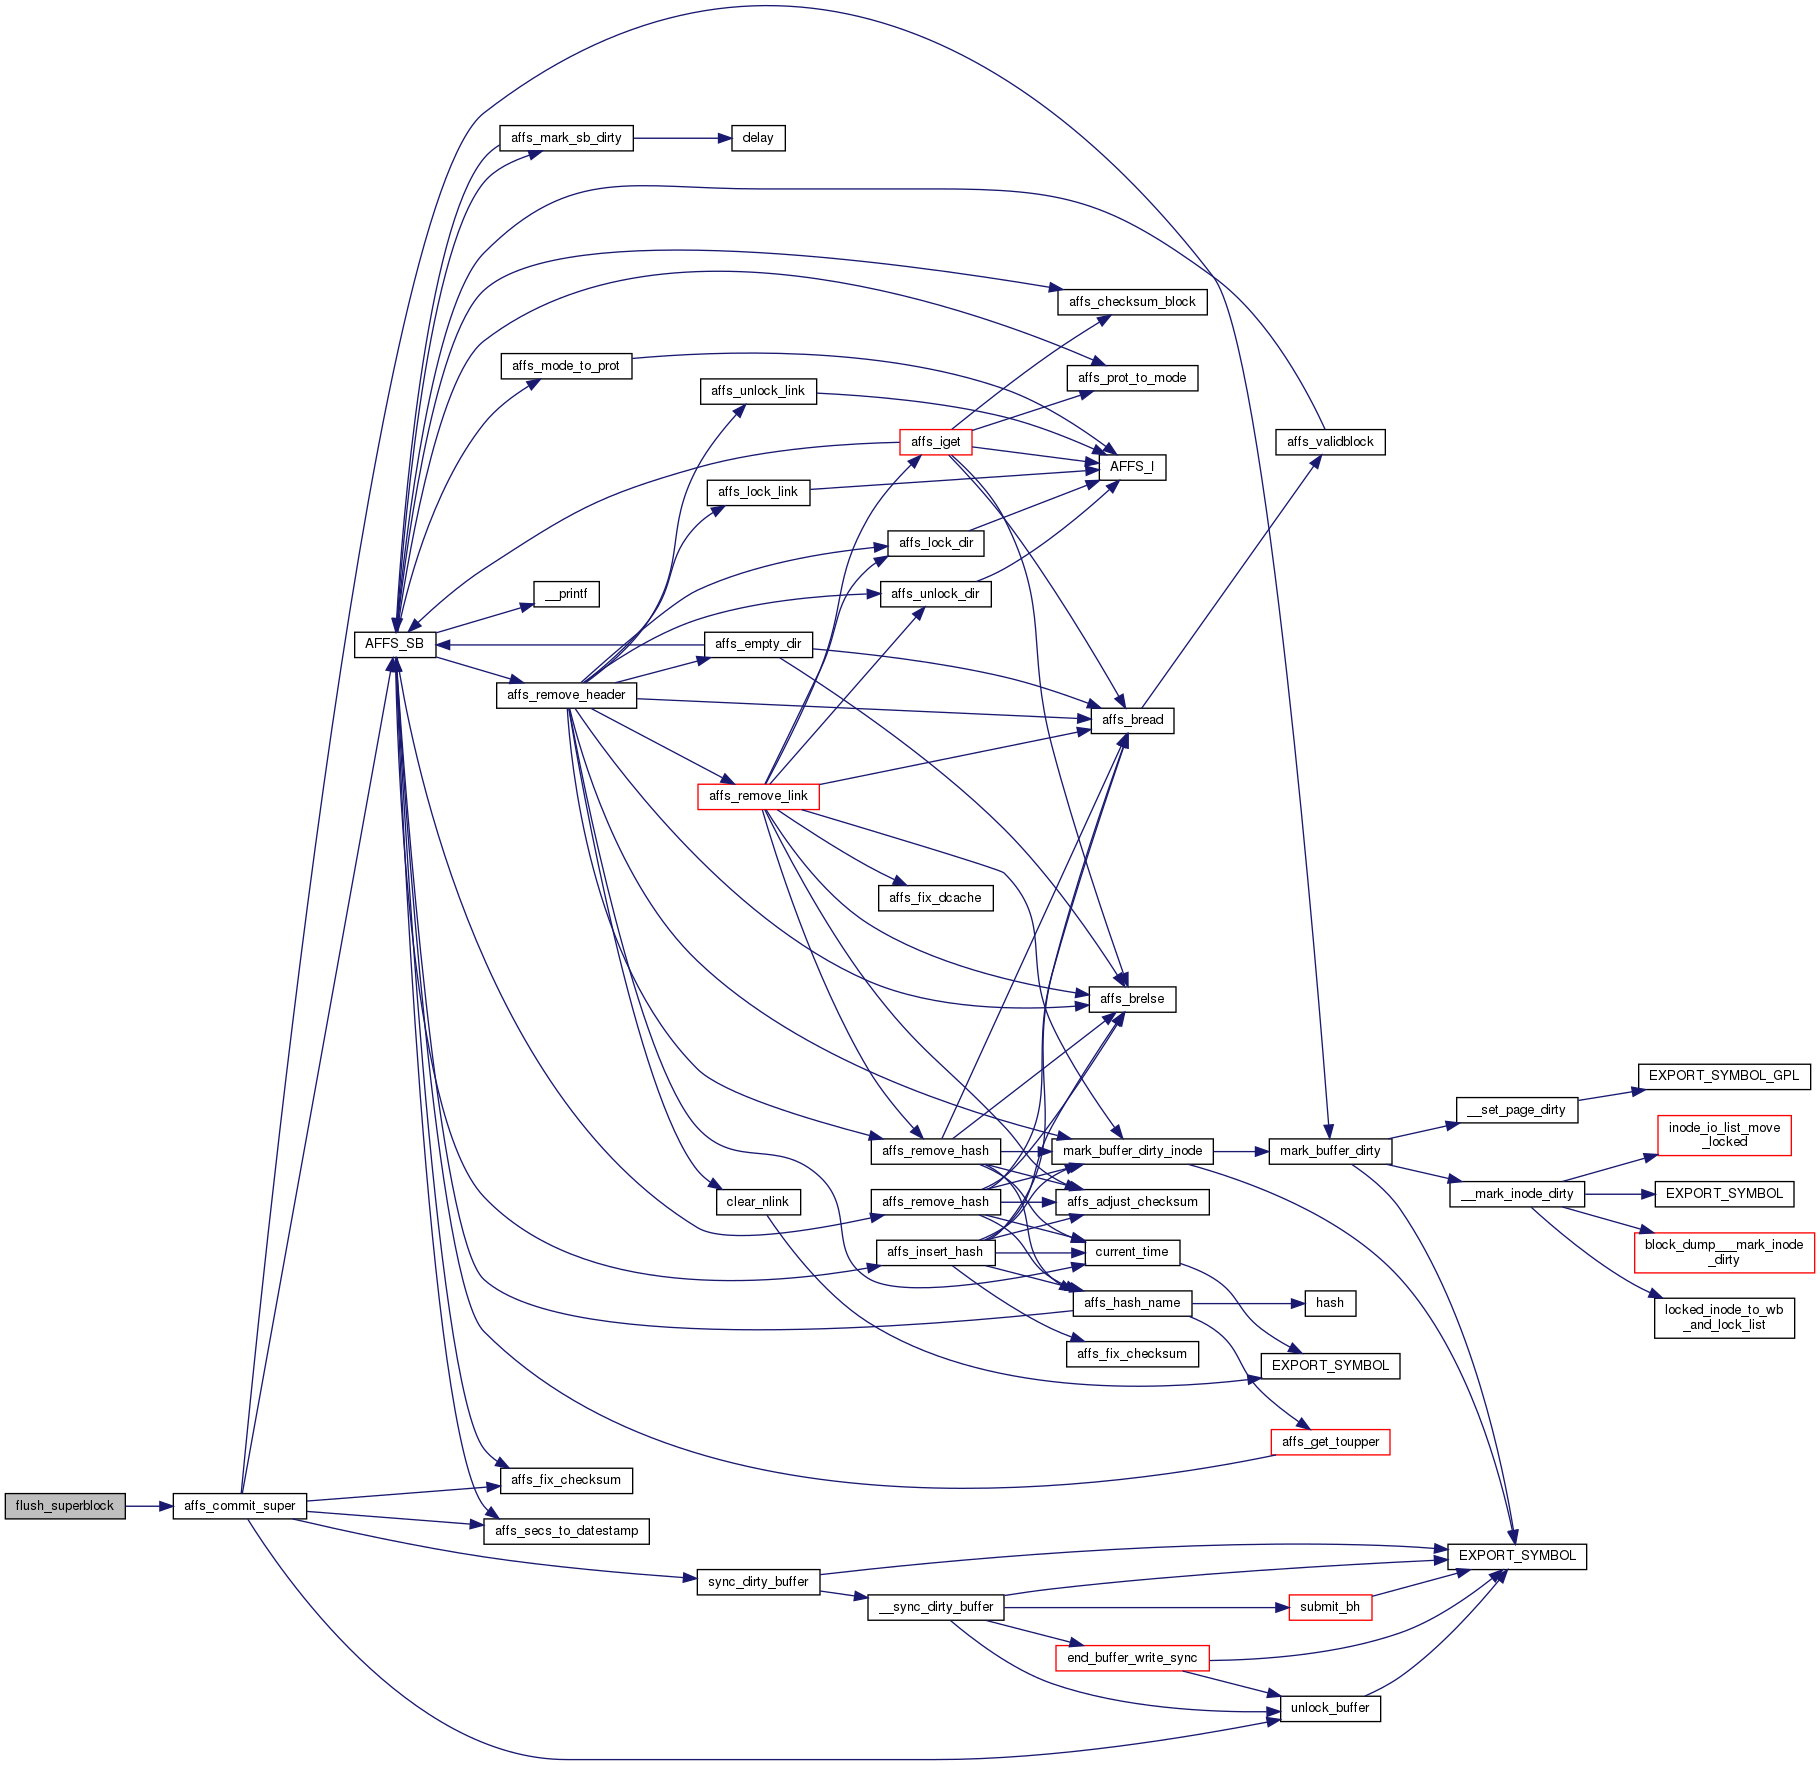 affs_mark_sb_dirty
delay
affs_checksum_block
affs_mode_to_prot
affs_prot_to_mode
affs_unlock_link
affs_iget
affs_validblock
AFFS_I
affs_lock_link
affs_lock_dir
__printf
affs_unlock_dir
AFFS_SB
affs_empty_dir
affs_remove_header
affs_bread
affs_remove_link
affs_fix_dcache
affs_brelse
EXPORT_SYMBOL_GPL
__set_page_dirty
inode_io_list_move
_locked
affs_remove_hash
mark_buffer_dirty_inode
mark_buffer_dirty
__mark_inode_dirty
EXPORT_SYMBOL
clear_nlink
affs_remove_hash
affs_adjust_checksum
block_dump___mark_inode
_dirty
affs_insert_hash
current_time
affs_hash_name
hash
locked_inode_to_wb
_and_lock_list
affs_fix_checksum
EXPORT_SYMBOL
affs_get_toupper
affs_fix_checksum
flush_superblock
affs_commit_super
affs_secs_to_datestamp
EXPORT_SYMBOL
sync_dirty_buffer
__sync_dirty_buffer
submit_bh
end_buffer_write_sync
unlock_buffer